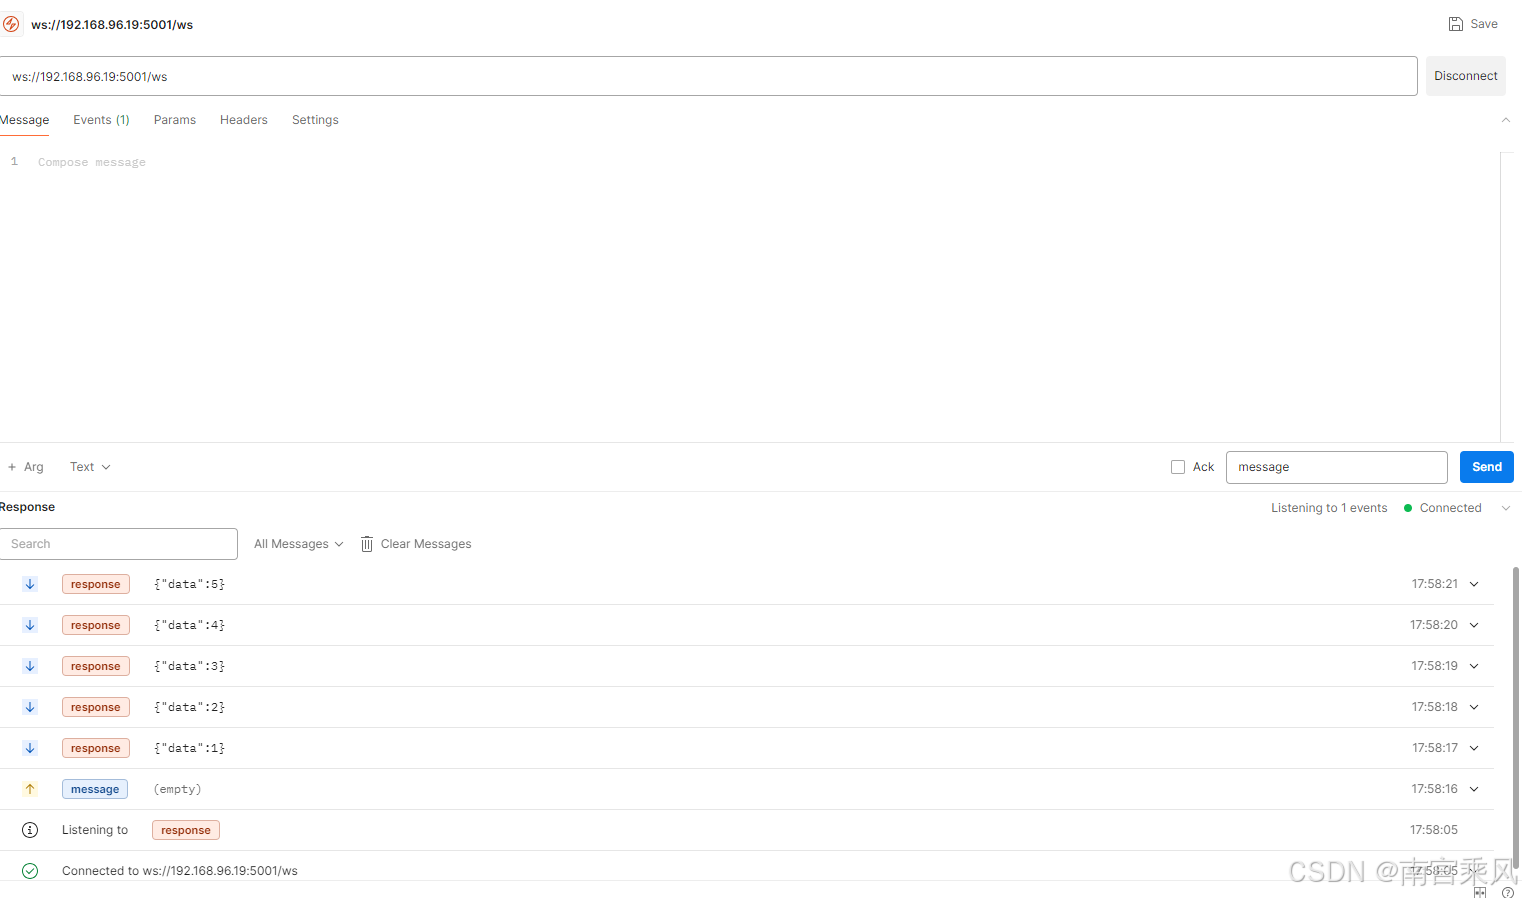 ws://192.168.96.19:5001/ws
Save
ws://192.168.96.19:5001/ws
Disconnect
Message Events (1) Params Headers Settings
1 Compose message
+ Arg Text
Ack message Send
Response
Listening to 1 events Connected
Search All Messages Clear Messages
response {"data":5} 17:58:21
response {"data":4} 17:58:20
response {"data":3} 17:58:19
response {"data":2} 17:58:18
response {"data":1} 17:58:17
message (empty) 17:58:16
Listening to response 17:58:05
Connected to ws://192.168.96.19:5001/ws 17:58:05
CSDN @南宫乘风